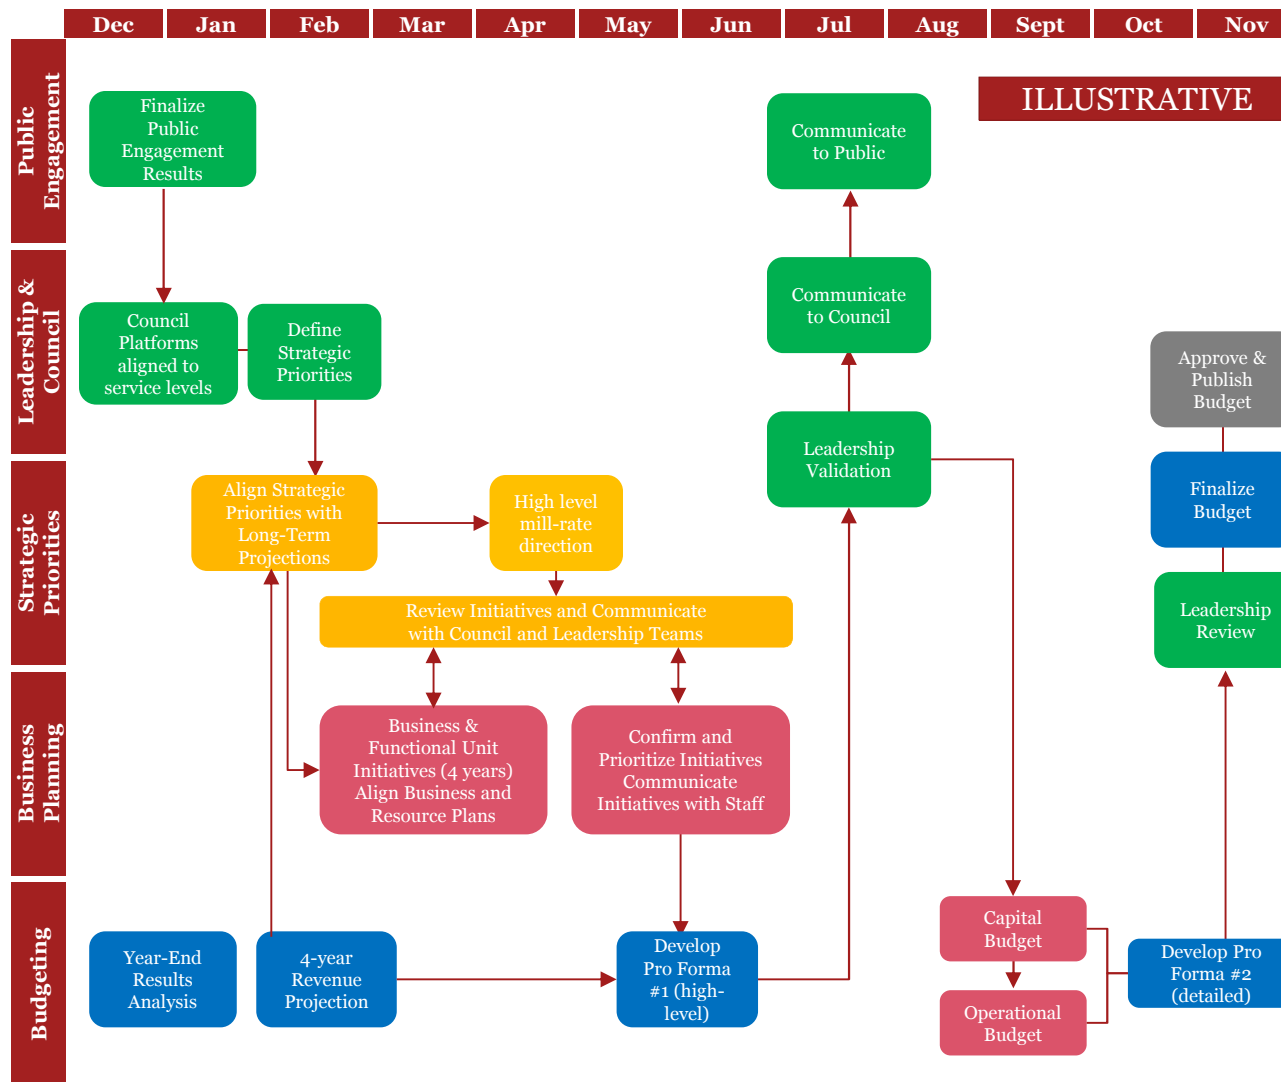 Dec
Jan
Feb
Mar
Apr
May
Jun
Jul
Aug
Sept
Oct
Nov
ILLUSTRATIVE
Public
Engagement
Finalize
Public
Engagement
Results
Communicate
to Public
Leadership &
Council
Council
Platforms
aligned to
service levels
Define
Strategic
Priorities
Communicate
to Council
Approve &
Publish
Budget
Leadership
Validation
Strategic
Priorities
Align Strategic
Priorities with
Long-Term
Projections
High level
mill-rate
direction
Finalize
Budget
Review Initiatives and Communicate
with Council and Leadership Teams
Leadership
Review
Business
Planning
Business &
Functional Unit
Initiatives (4 years)
Align Business and
Resource Plans
Confirm and
Prioritize Initiatives
Communicate
Initiatives with Staff
Budgeting
Year-End
Results
Analysis
4-year
Revenue
Projection
Develop
Pro Forma
#1 (high-
level)
Capital
Budget
Operational
Budget
Develop Pro
Forma #2
(detailed)